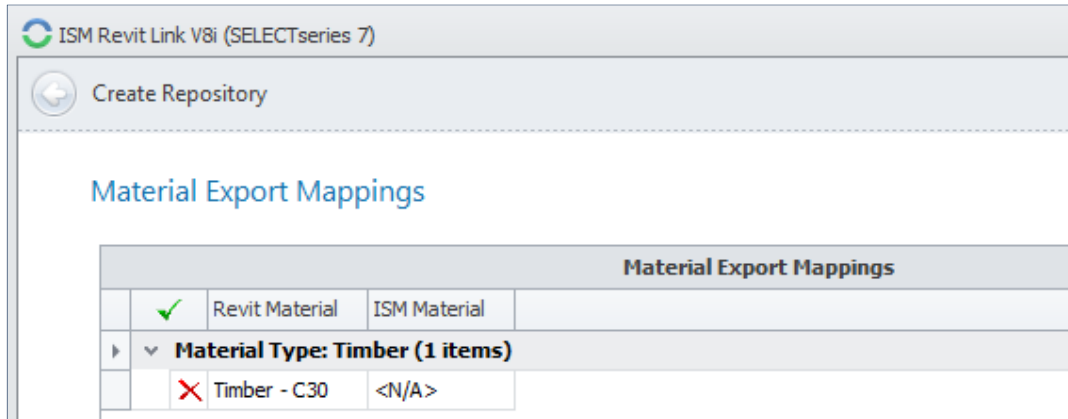 ISM Revit Link V8i (SELECTseries 7)
Create Repository
Material Export Mappings
Material Export Mappings
Revit Material ISM Material
Material Type: Timber (1 items)
Timber - C30 <N/A>